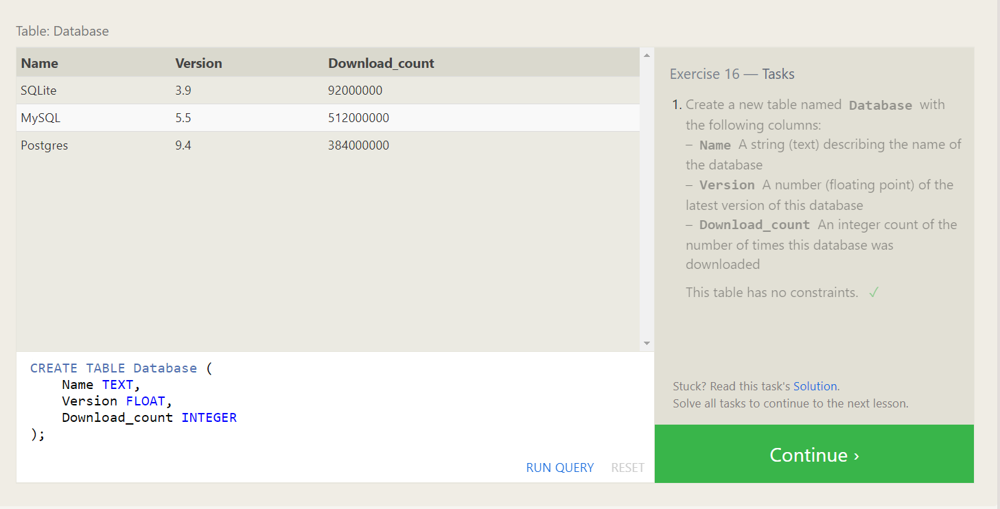 Table: Database
Name Version Download_count
SQLite 3.9 92000000
MySQL 5.5 512000000
Postgres 9.4 384000000
CREATE TABLE Database (
    Name TEXT,
    Version FLOAT,
    Download_count INTEGER
);
RUN QUERY RESET
Exercise 16 — Tasks
1. Create a new table named Database with
the following columns:
– Name A string (text) describing the name of
the database
– Version A number (floating point) of the
latest version of this database
– Download_count An integer count of the
number of times this database was
downloaded
This table has no constraints. ✓
Stuck? Read this task's Solution.
Solve all tasks to continue to the next lesson.
Continue ›